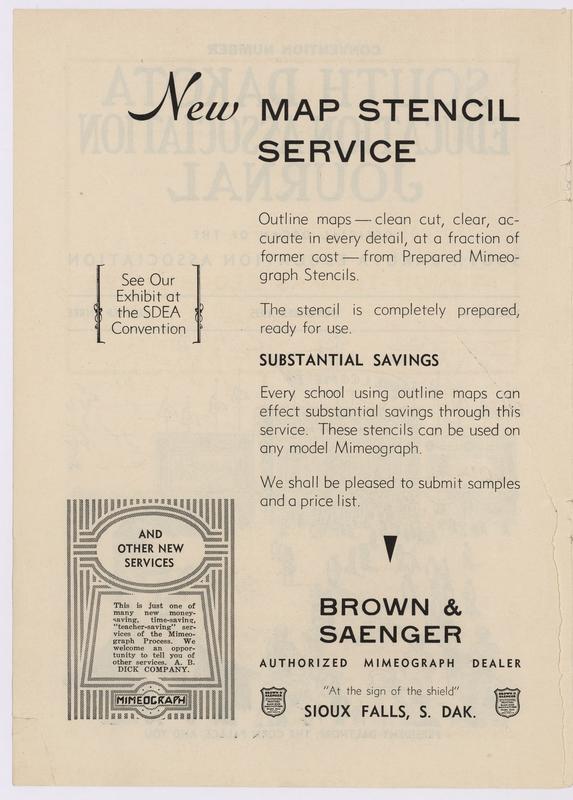 New MAP STENCIL
SERVICE
Outline maps — clean cut, clear, ac-
curate in every detail, at a fraction of
former cost — from Prepared Mimeo-
graph Stencils.
See Our
Exhibit at
the SDEA
Convention
The stencil is completely prepared,
ready for use.
SUBSTANTIAL SAVINGS
Every school using outline maps can
effect substantial savings through this
service. These stencils can be used on
any model Mimeograph.
We shall be pleased to submit samples
and a price list.
AND
OTHER NEW
SERVICES
This is just one of
many new money-
saving, time-saving,
"teacher-saving" ser-
vices of the Mimeo-
graph Process. We
welcome an oppor-
tunity to tell you of
other services. A. B.
DICK COMPANY.
MIMEOGRAPH
BROWN &
SAENGER
AUTHORIZED MIMEOGRAPH DEALER
"At the sign of the shield"
SIOUX FALLS, S. DAK.